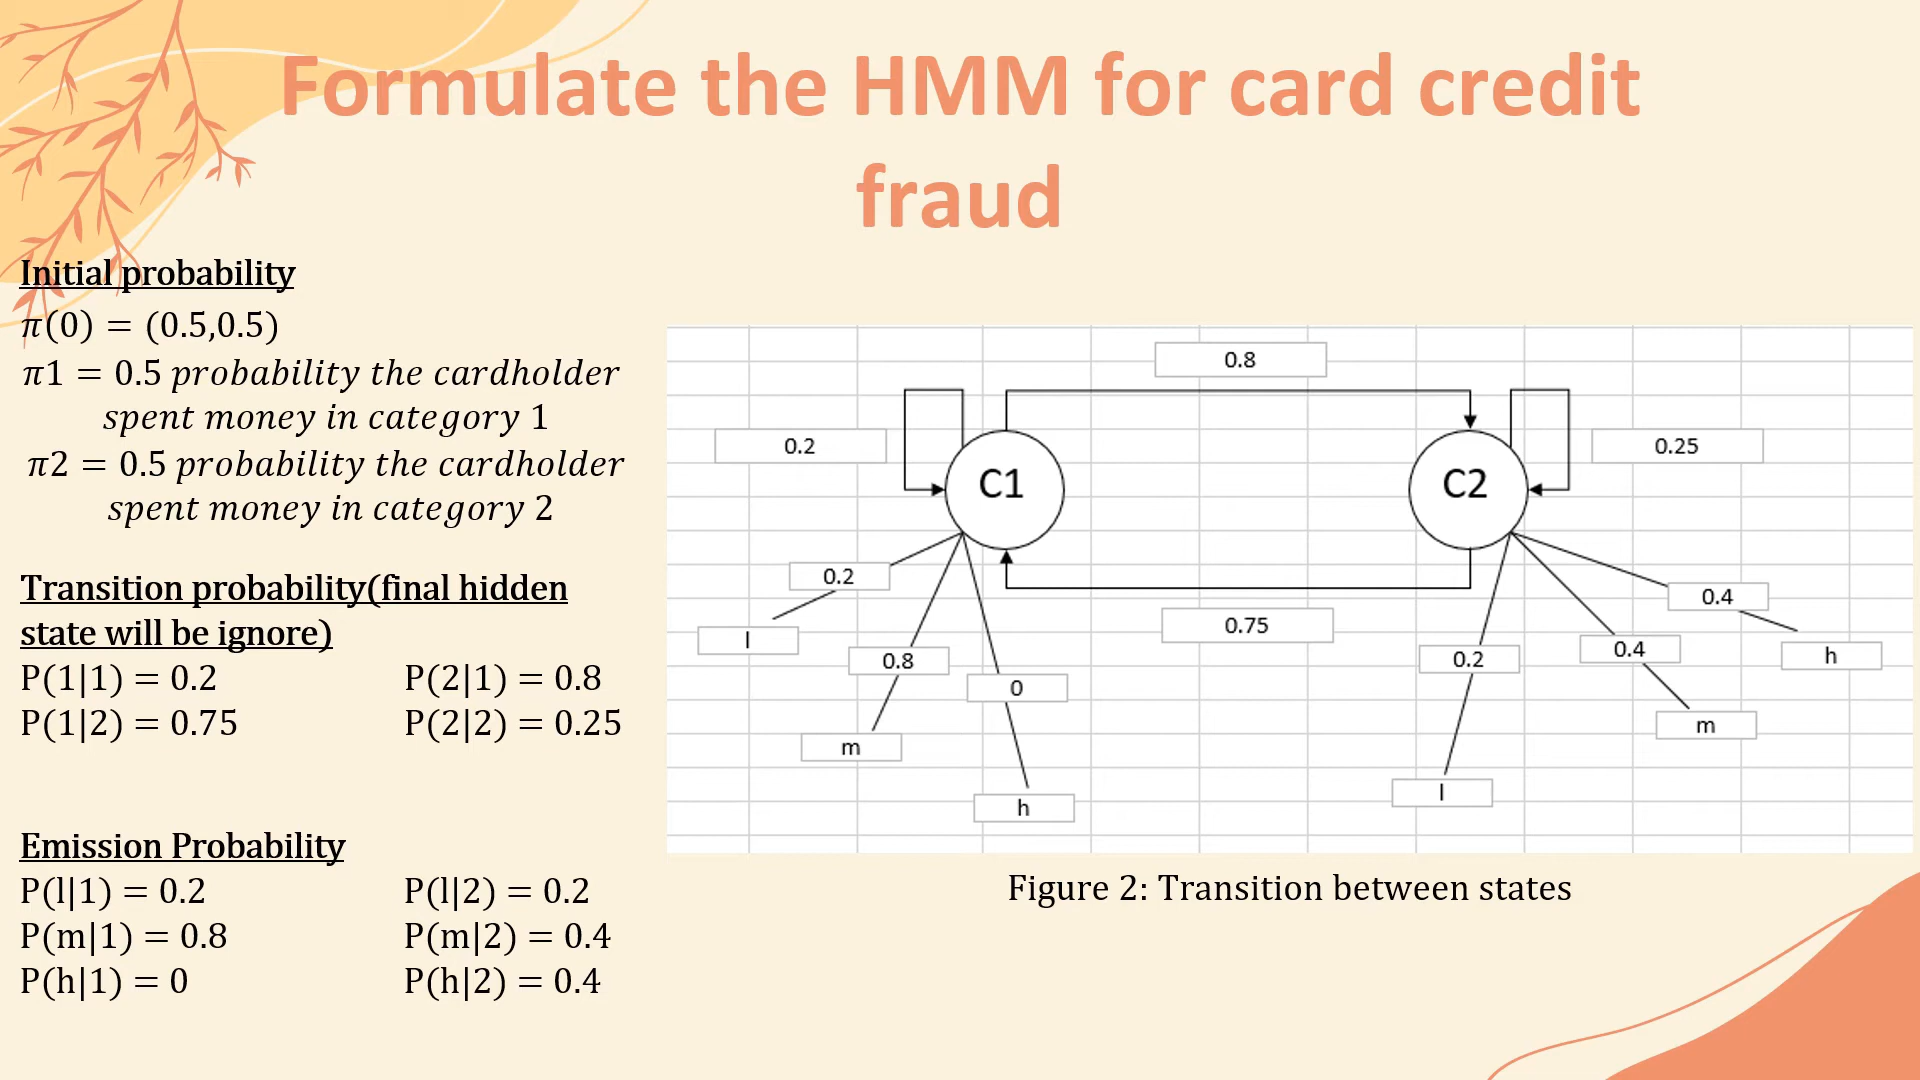 Formulate the HMM for card credit
fraud
Initial probability
π(0) = (0.5,0.5)
π1 = 0.5 probability the cardholder
spent money in category 1
π2 = 0.5 probability the cardholder
spent money in category 2
Transition probability(final hidden
state will be ignore)
P(1|1) = 0.2 P(2|1) = 0.8
P(1|2) = 0.75 P(2|2) = 0.25
Emission Probability
P(l|1) = 0.2 P(l|2) = 0.2
P(m|1) = 0.8 P(m|2) = 0.4
P(h|1) = 0 P(h|2) = 0.4
0.8
0.2
0.25
C1
C2
0.2
0.4
0.75
l
0.8
0.2
0.4
h
0
m
m
l
h
Figure 2: Transition between states